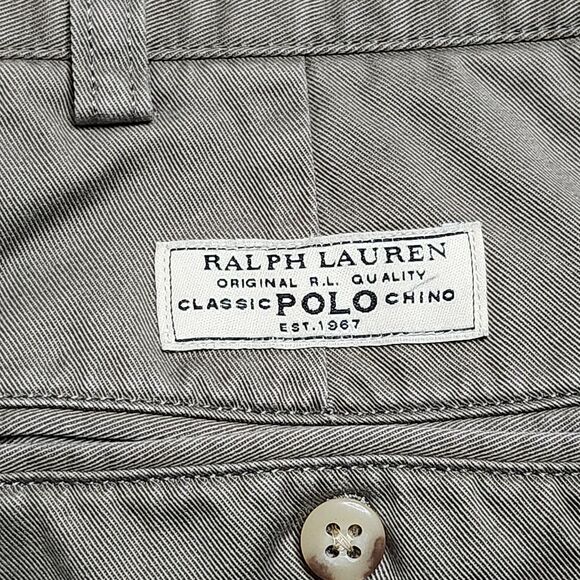 RALPH LAUREN
ORIGINAL R.L. QUALITY
CLASSIC POLO CHINO
EST. 1967